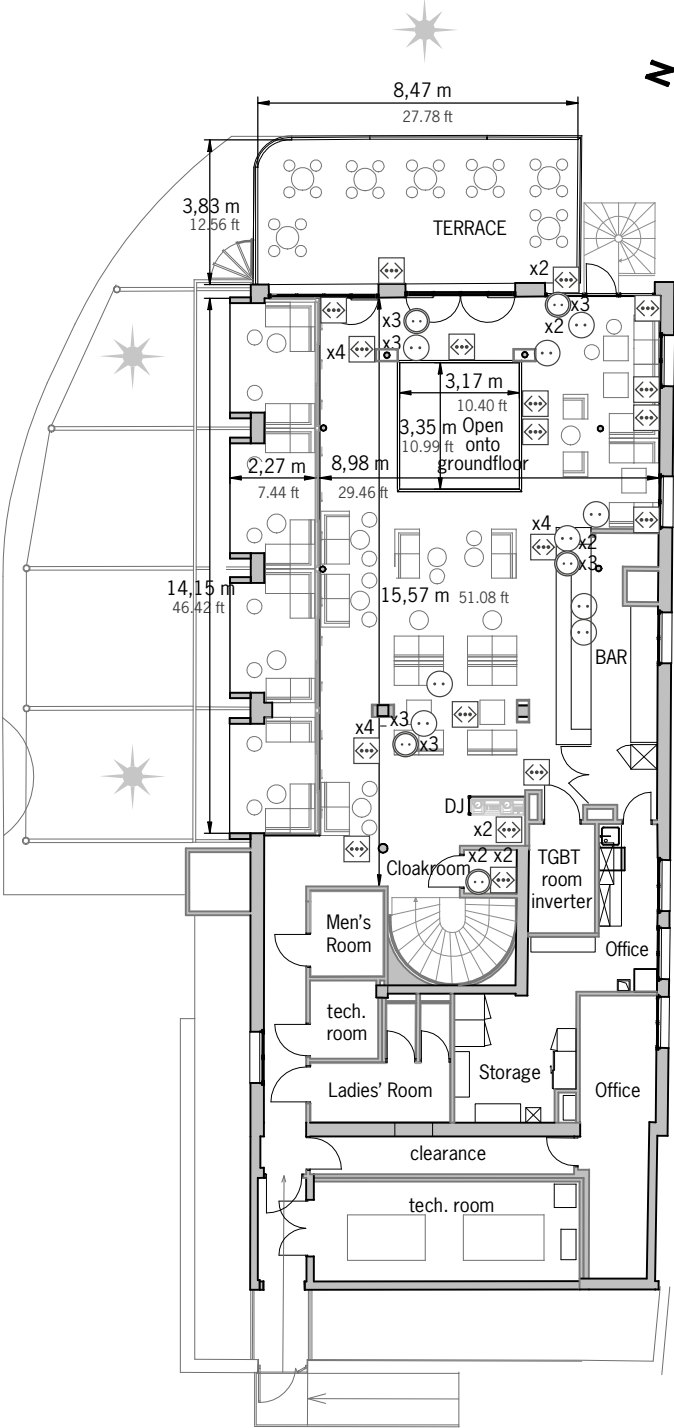 8,47 m
27.78 ft
N
3,83 m
12.56 ft
TERRACE
x2
x3
x3
x2
x4
x3
3,17 m
10.40 ft
3,35 m
10.99 ft
Open
onto
groundfloor
2,27 m
7.44 ft
8,98 m
29.46 ft
x4
x2
x3
14,15 m
46.42 ft
15,57 m
51.08 ft
BAR
x3
x4
x3
DJ
x2
Cloakroom
x2 x2
TGBT
room
inverter
Men's
Room
Office
tech.
room
Storage
Ladies' Room
Office
clearance
tech. room